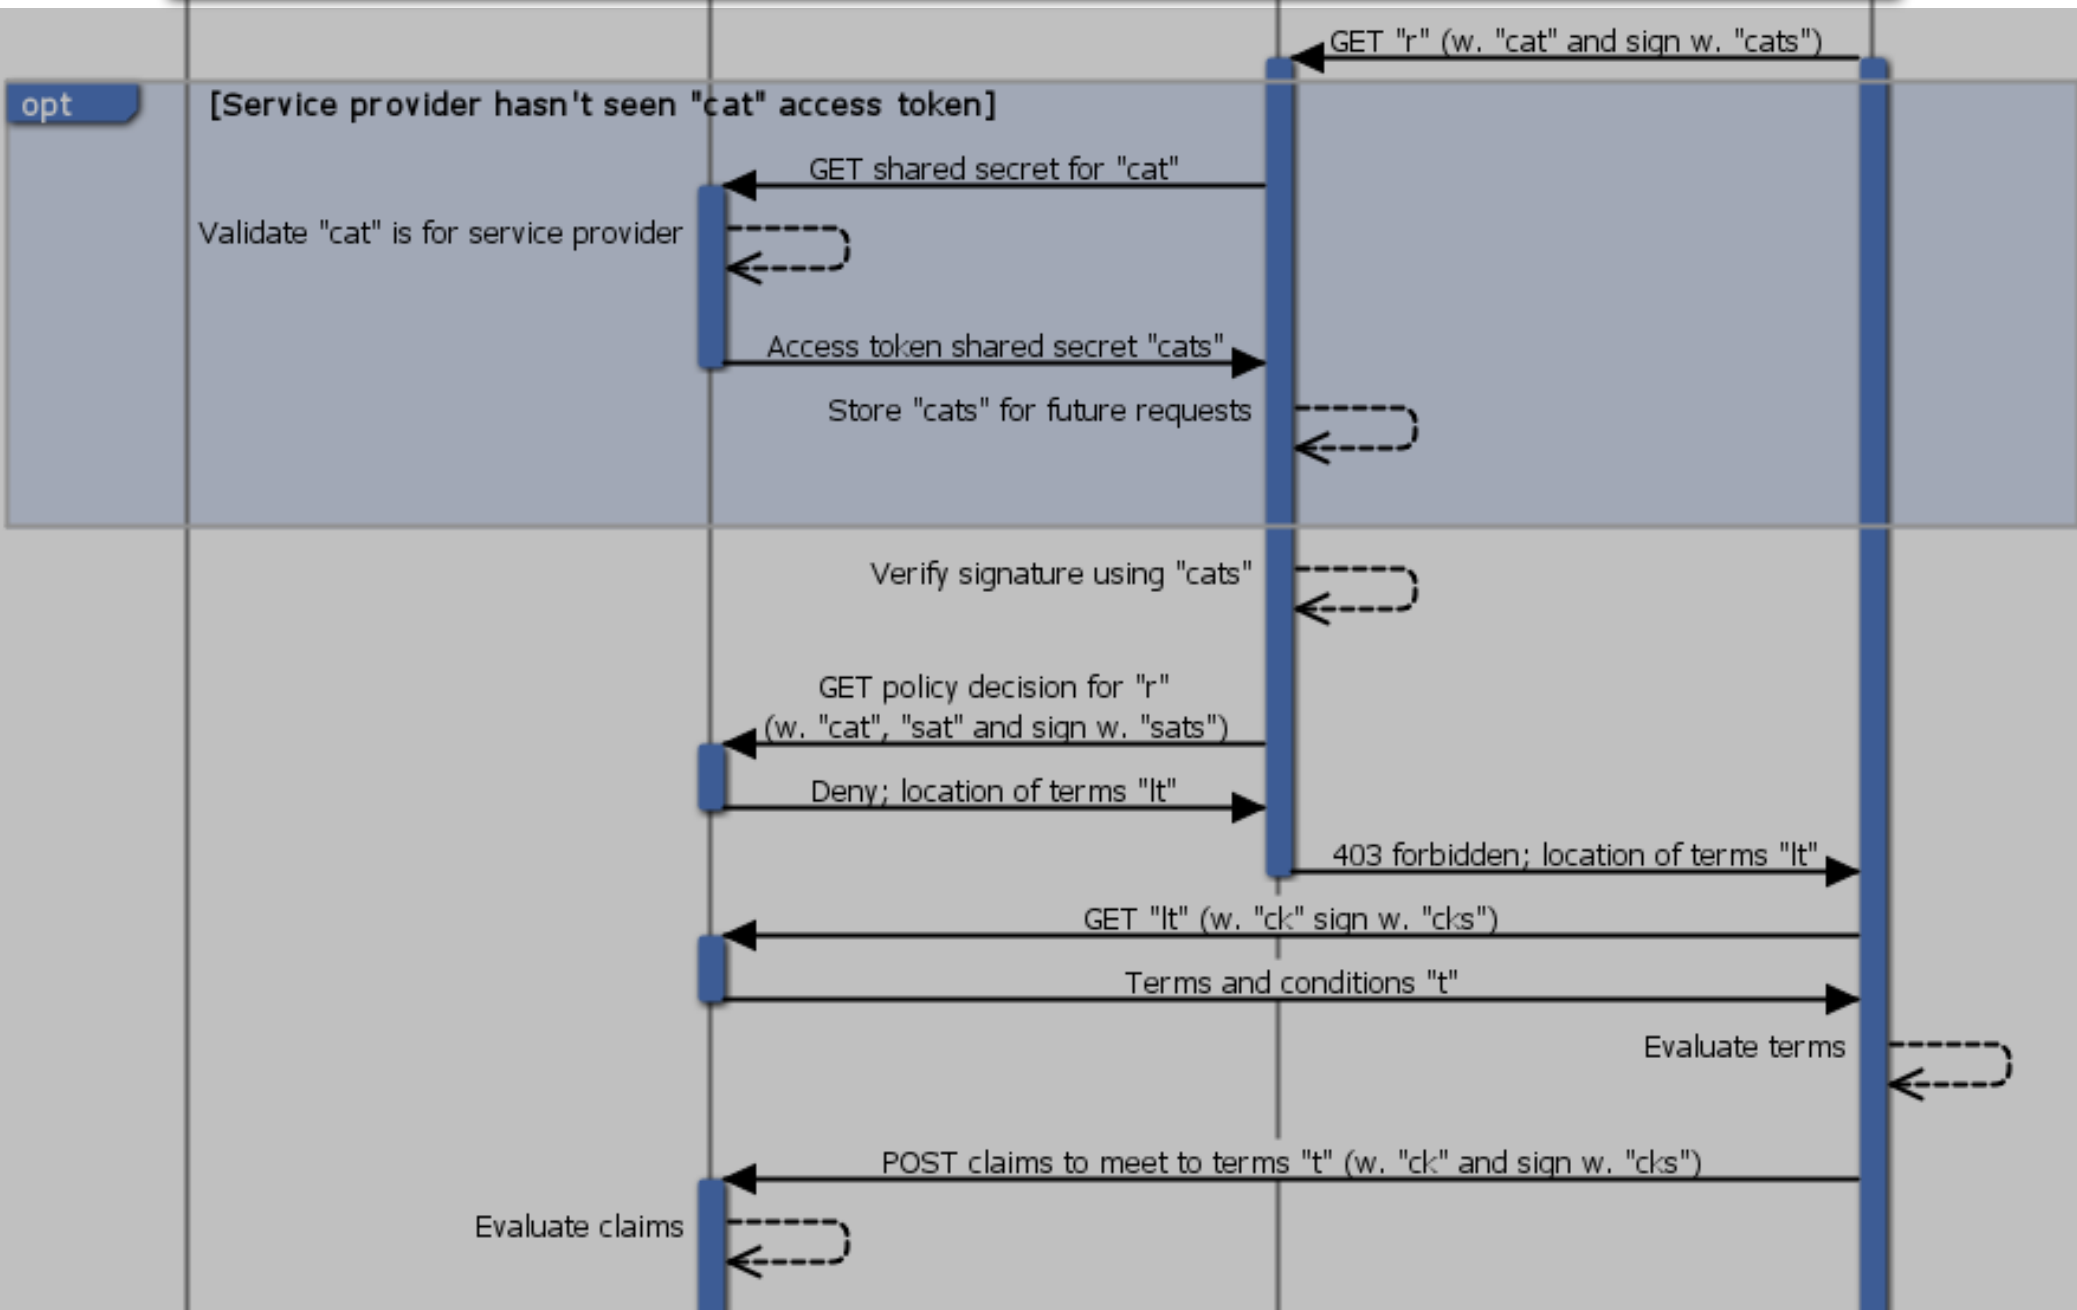 GET "r" (w. "cat" and sign w. "cats")
opt
[Service provider hasn't seen "cat" access token]
GET shared secret for "cat"
Validate "cat" is for service provider
Access token shared secret "cats"
Store "cats" for future requests
Verify signature using "cats"
GET policy decision for "r"
(w. "cat", "sat" and sign w. "sats")
Deny; location of terms "lt"
403 forbidden; location of terms "lt"
GET "lt" (w. "ck" sign w. "cks")
Terms and conditions "t"
Evaluate terms
POST claims to meet to terms "t" (w. "ck" and sign w. "cks")
Evaluate claims